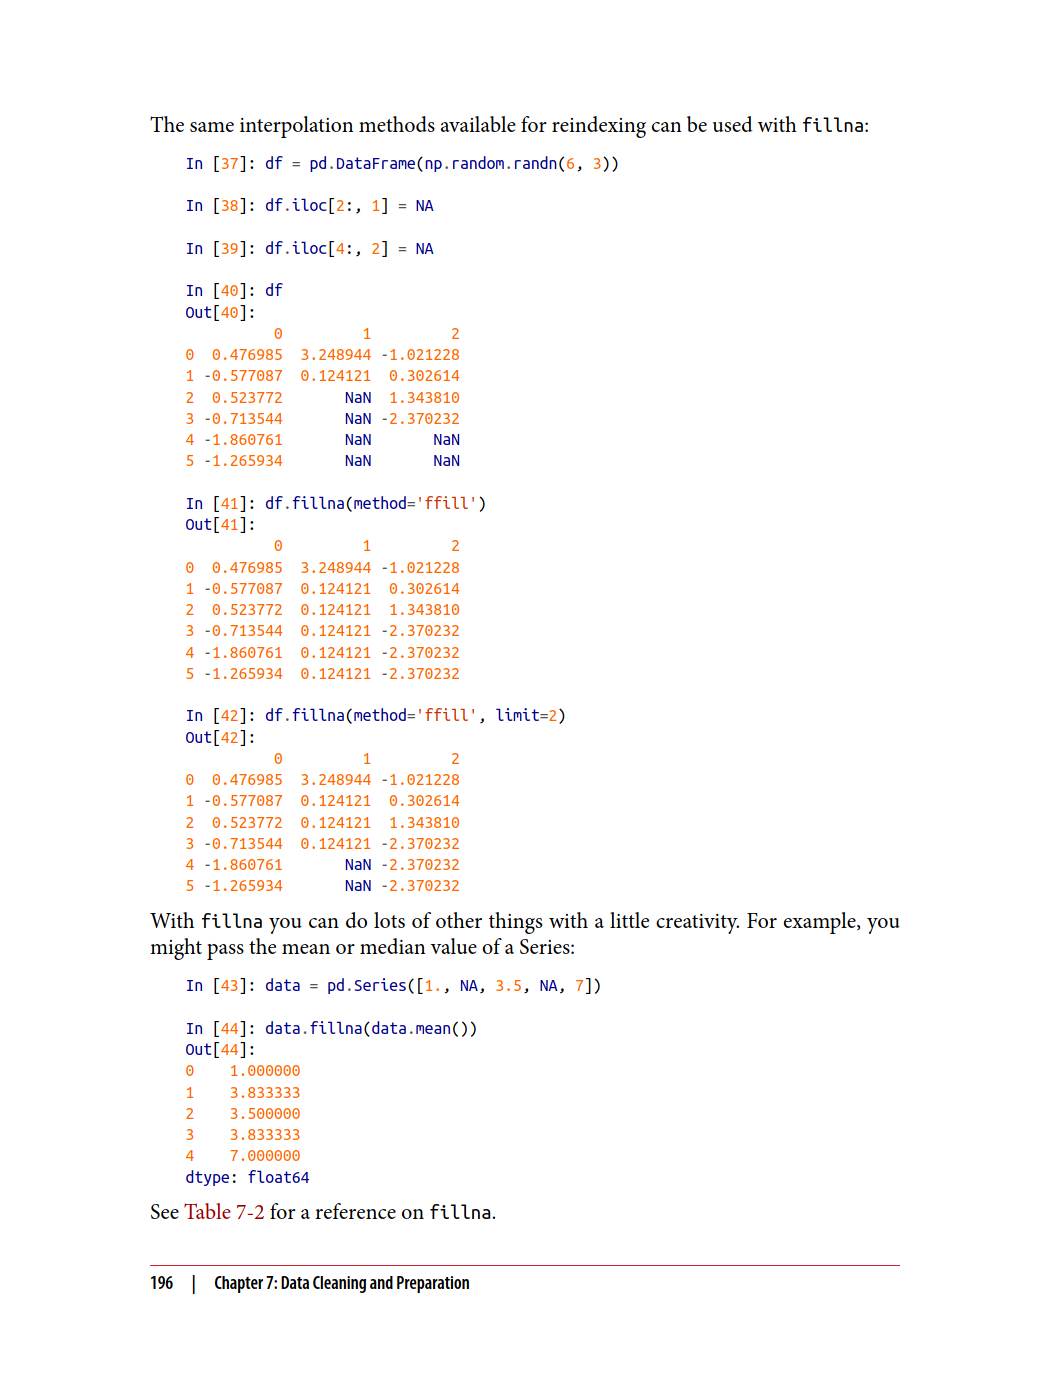 The same interpolation methods available for reindexing can be used with fillna:
In [37]: df = pd.DataFrame(np.random.randn(6, 3))
In [38]: df.iloc[2:, 1] = NA
In [39]: df.iloc[4:, 2] = NA
In [40]: df
Out[40]:
          0         1         2
0  0.476985  3.248944 -1.021228
1 -0.577087  0.124121  0.302614
2  0.523772       NaN  1.343810
3 -0.713544       NaN -2.370232
4 -1.860761       NaN       NaN
5 -1.265934       NaN       NaN
In [41]: df.fillna(method='ffill')
Out[41]:
          0         1         2
0  0.476985  3.248944 -1.021228
1 -0.577087  0.124121  0.302614
2  0.523772  0.124121  1.343810
3 -0.713544  0.124121 -2.370232
4 -1.860761  0.124121 -2.370232
5 -1.265934  0.124121 -2.370232
In [42]: df.fillna(method='ffill', limit=2)
Out[42]:
          0         1         2
0  0.476985  3.248944 -1.021228
1 -0.577087  0.124121  0.302614
2  0.523772  0.124121  1.343810
3 -0.713544  0.124121 -2.370232
4 -1.860761       NaN -2.370232
5 -1.265934       NaN -2.370232
With fillna you can do lots of other things with a little creativity. For example, you
might pass the mean or median value of a Series:
In [43]: data = pd.Series([1., NA, 3.5, NA, 7])
In [44]: data.fillna(data.mean())
Out[44]:
0    1.000000
1    3.833333
2    3.500000
3    3.833333
4    7.000000
dtype: float64
See Table 7-2 for a reference on fillna.
196 | Chapter 7: Data Cleaning and Preparation